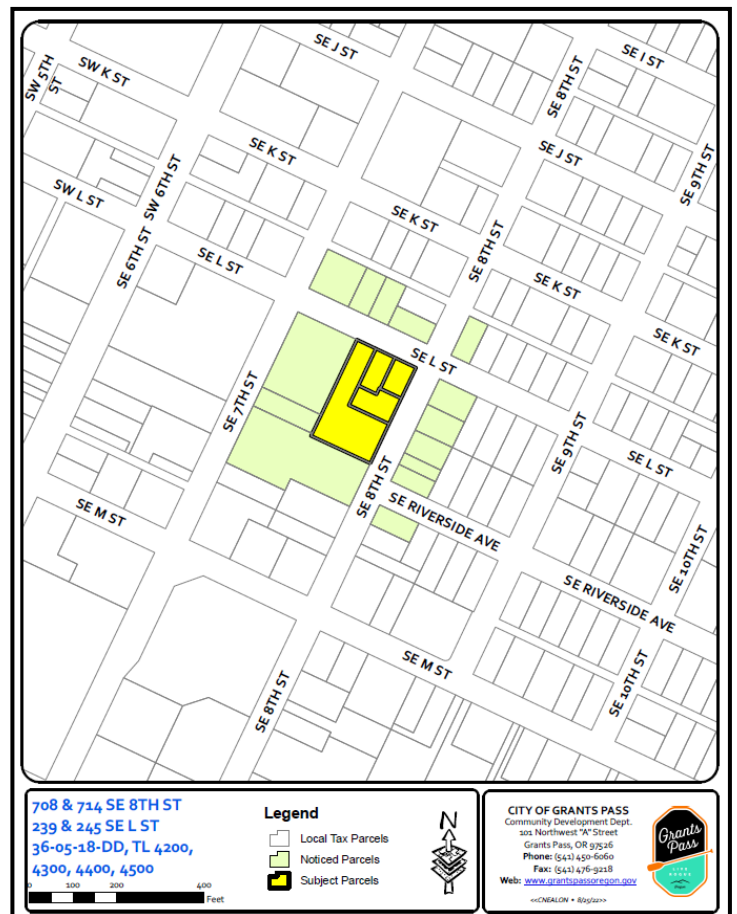 SE J ST
SE I ST
SW K ST
SW 5TH
ST
SE 8TH ST
SE K ST
SE J ST
SE 9TH ST
SW L ST
SW 6TH ST
SE K ST
SE 6TH ST
SE L ST
SE 8TH ST
SE K ST
SE K ST
SE L ST
SE 7TH ST
SE 9TH ST
SE L ST
SE 8TH ST
SE M ST
SE RIVERSIDE AVE
SE 10TH ST
SE RIVERSIDE AVE
SE M ST
SE 8TH ST
SE 10TH ST
708 & 714 SE 8TH ST
239 & 245 SE L ST
36-05-18-DD, TL 4200,
4300, 4400, 4500
0 100 200 400
Feet
Legend
Local Tax Parcels
Noticed Parcels
Subject Parcels
N
CITY OF GRANTS PASS
Community Development Dept.
101 Northwest "A" Street
Grants Pass, OR 97526
Phone: (541) 450-6060
Fax: (541) 476-9218
Web: www.grantspassoregon.gov
<<CNEALON • 8/25/22>>
Grants
Pass